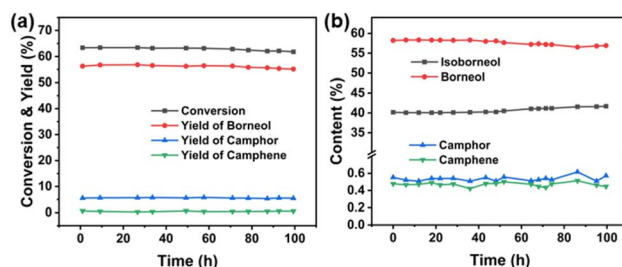 (a)
Conversion & Yield (%)
80
70
60
50
40
30
20
10
0
Conversion
Yield of Borneol
Yield of Camphor
Yield of Camphene
0 20 40 60 80 100
Time (h)
(b)
Content (%)
60
55
50
45
40
35
0.6
0.4
0.2
0.0
Isoborneol
Borneol
Camphor
Camphene
0 20 40 60 80 100
Time (h)